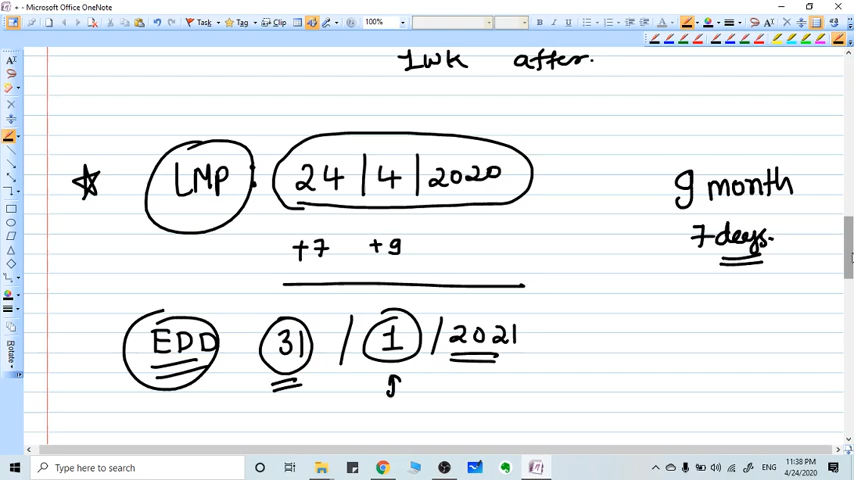 - Microsoft Office OneNote
Task Tag Clip 100%
1wk after.
LMP : 24 | 4 | 2020
9 month
7 days.
+7 +9
EDD 31 / 1 / 2021
Rotate
Type here to search
ENG
11:38 PM
4/24/2020